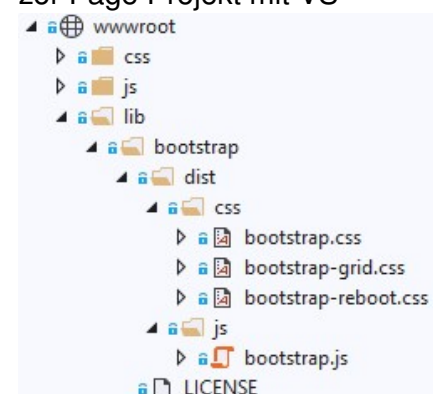 wwwroot
css
js
lib
bootstrap
dist
css
bootstrap.css
bootstrap-grid.css
bootstrap-reboot.css
js
bootstrap.js
LICENSE